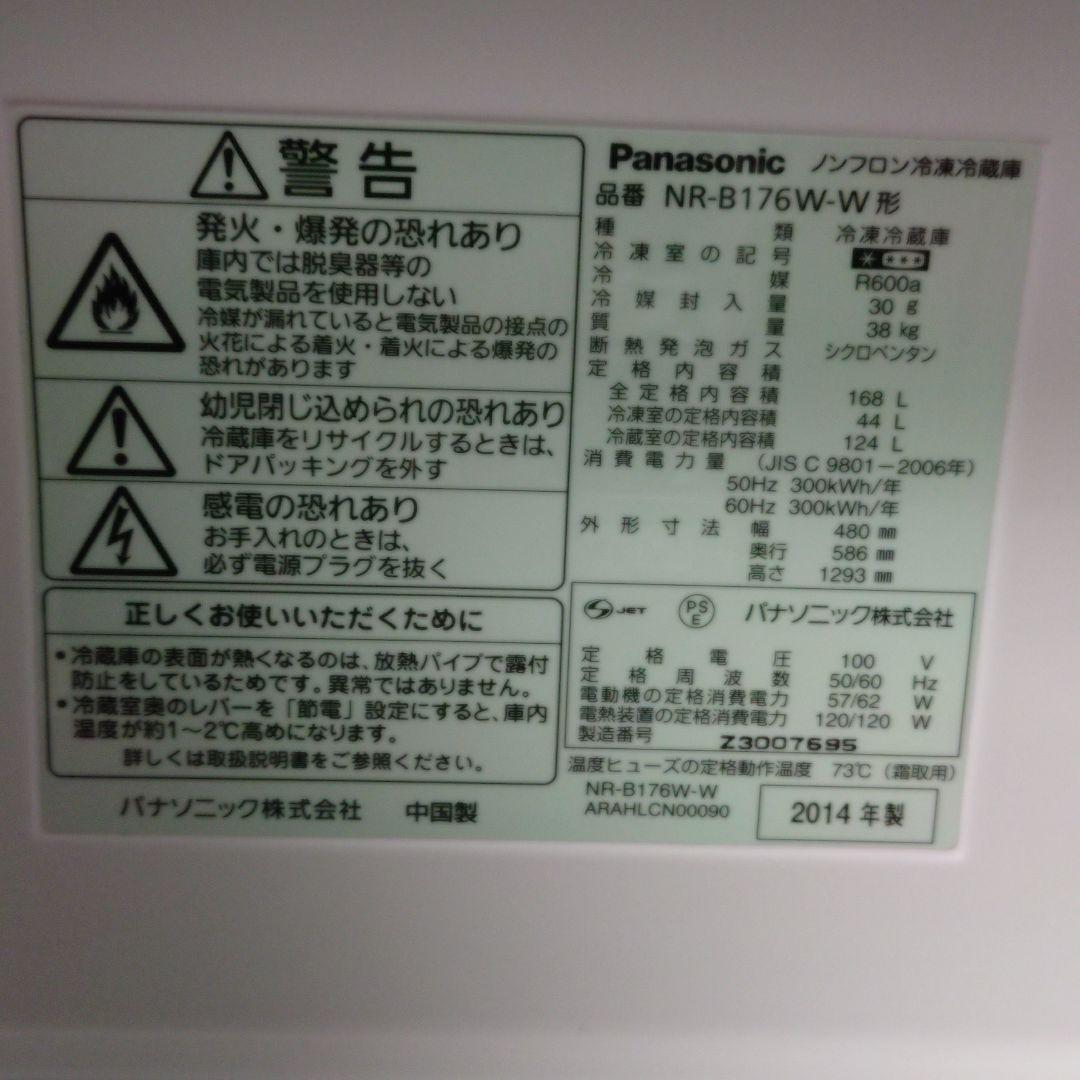 警告
発火・爆発の恐れあり
庫内では脱臭器等の
電気製品を使用しない
冷媒が漏れていると電気製品の接点の
火花による着火・着火による爆発の
恐れがあります
幼児閉じ込められの恐れあり
冷蔵庫をリサイクルするときは、
ドアパッキングを外す
感電の恐れあり
お手入れのときは、
必ず電源プラグを抜く
正しくお使いいただくために
•冷蔵庫の表面が熱くなるのは、放熱パイプで露付
防止をしているためです。異常ではありません。
•冷蔵室奥のレバーを「節電」設定にすると、庫内
温度が約1～2℃高めになります。
詳しくは取扱説明書をご参照ください。
パナソニック株式会社 中国製
Panasonic ノンフロン冷凍冷蔵庫
品番 NR-B176W-W形
種類 冷凍冷蔵庫
冷凍室の記号 * ***
冷媒 R600a
冷媒封入量 30 g
質量 38 kg
断熱発泡ガス シクロペンタン
定格内容積
全定格内容積 168 L
冷凍室の定格内容積 44 L
冷蔵室の定格内容積 124 L
消費電力量 (JIS C 9801－2006年)
50Hz 300kWh/年
60Hz 300kWh/年
外形寸法 幅 480 mm
奥行 586 mm
高さ 1293 mm
S JET PSE パナソニック株式会社
定格電圧 100 V
定格周波数 50/60 Hz
電動機の定格消費電力 57/62 W
電熱装置の定格消費電力 120/120 W
製造番号 Z3007695
温度ヒューズの定格動作温度 73℃（霜取用）
NR-B176W-W
ARAHLCN00090
2014年製